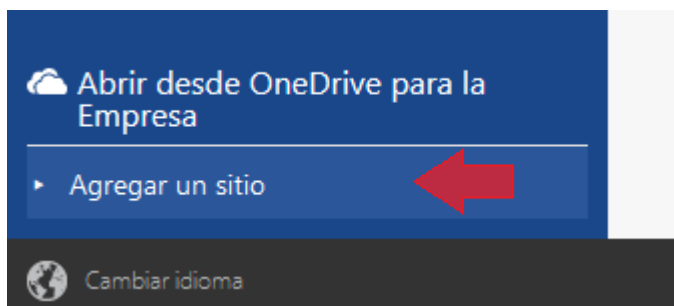 Abrir desde OneDrive para la
Empresa
Agregar un sitio
Cambiar idioma